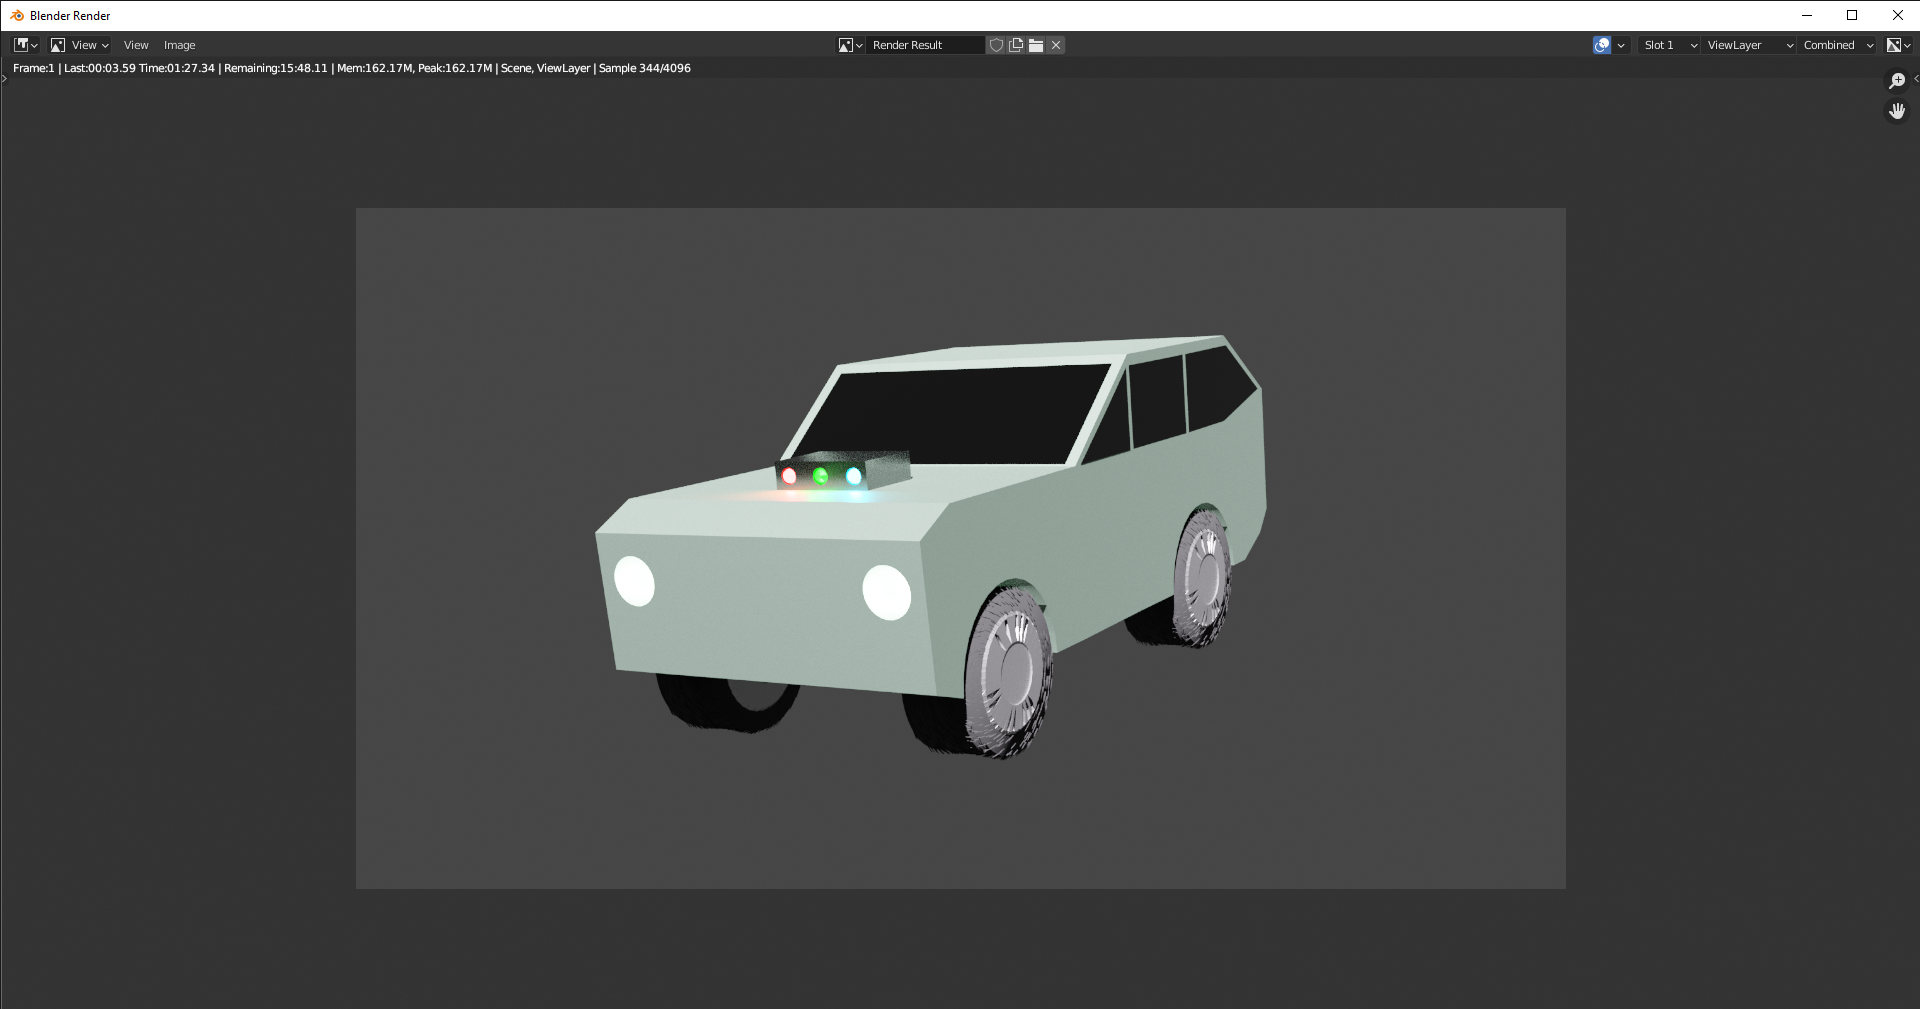 Blender Render
View View Image Render Result Slot 1 ViewLayer Combined
Frame:1 | Last:00:03.59 Time:01:27.34 | Remaining:15:48.11 | Mem:162.17M, Peak:162.17M | Scene, ViewLayer | Sample 344/4096